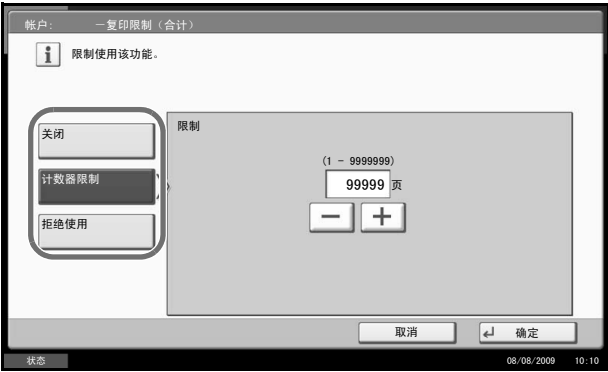 帐户: －复印限制（合计）
限制使用该功能。
关闭
计数器限制
拒绝使用
限制
(1 - 9999999)
99999 页
取消
确定
状态
08/08/2009 10:10